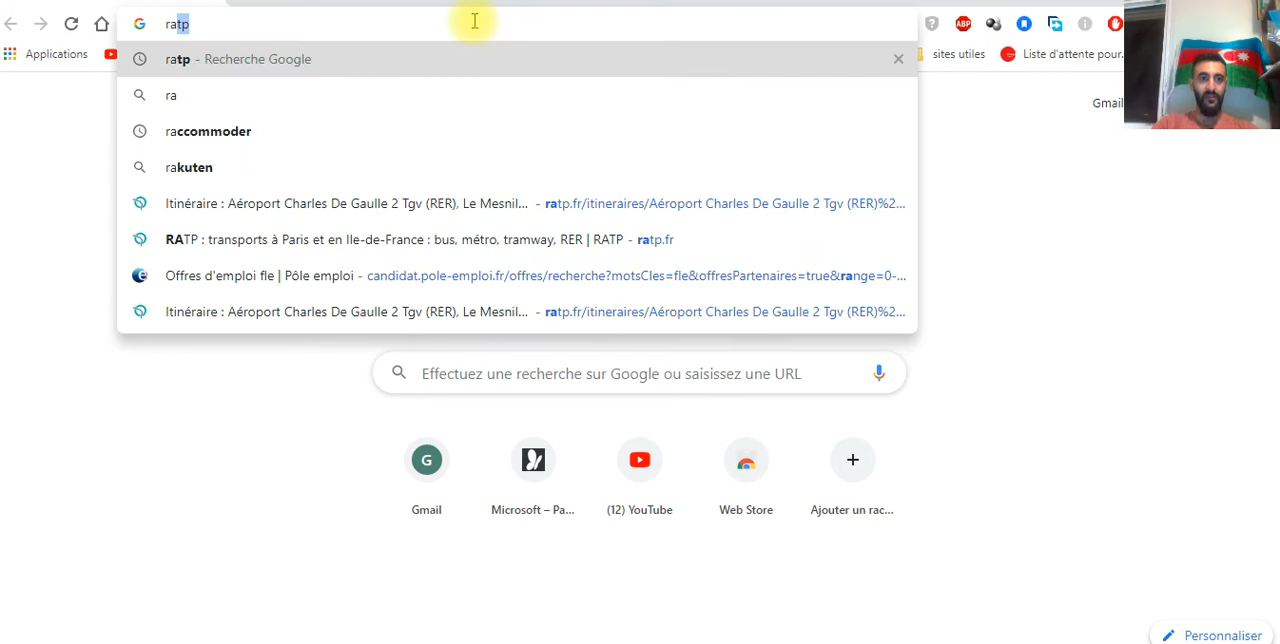 ratp
ABP
Applications
sites utiles
Liste d'attente pour.
ratp - Recherche Google
ra
raccommoder
rakuten
Itinéraire : Aéroport Charles De Gaulle 2 Tgv (RER), Le Mesnil... - ratp.fr/itineraires/Aéroport Charles De Gaulle 2 Tgv (RER)%2...
RATP : transports à Paris et en Ile-de-France : bus, métro, tramway, RER | RATP - ratp.fr
Offres d'emploi fle | Pôle emploi - candidat.pole-emploi.fr/offres/recherche?motsCles=fle&offresPartenaires=true&range=0-...
Itinéraire : Aéroport Charles De Gaulle 2 Tgv (RER), Le Mesnil... - ratp.fr/itineraires/Aéroport Charles De Gaulle 2 Tgv (RER)%2...
Gmail
Effectuez une recherche sur Google ou saisissez une URL
G
Gmail
Microsoft – Pa...
(12) YouTube
Web Store
Ajouter un rac...
Personnaliser